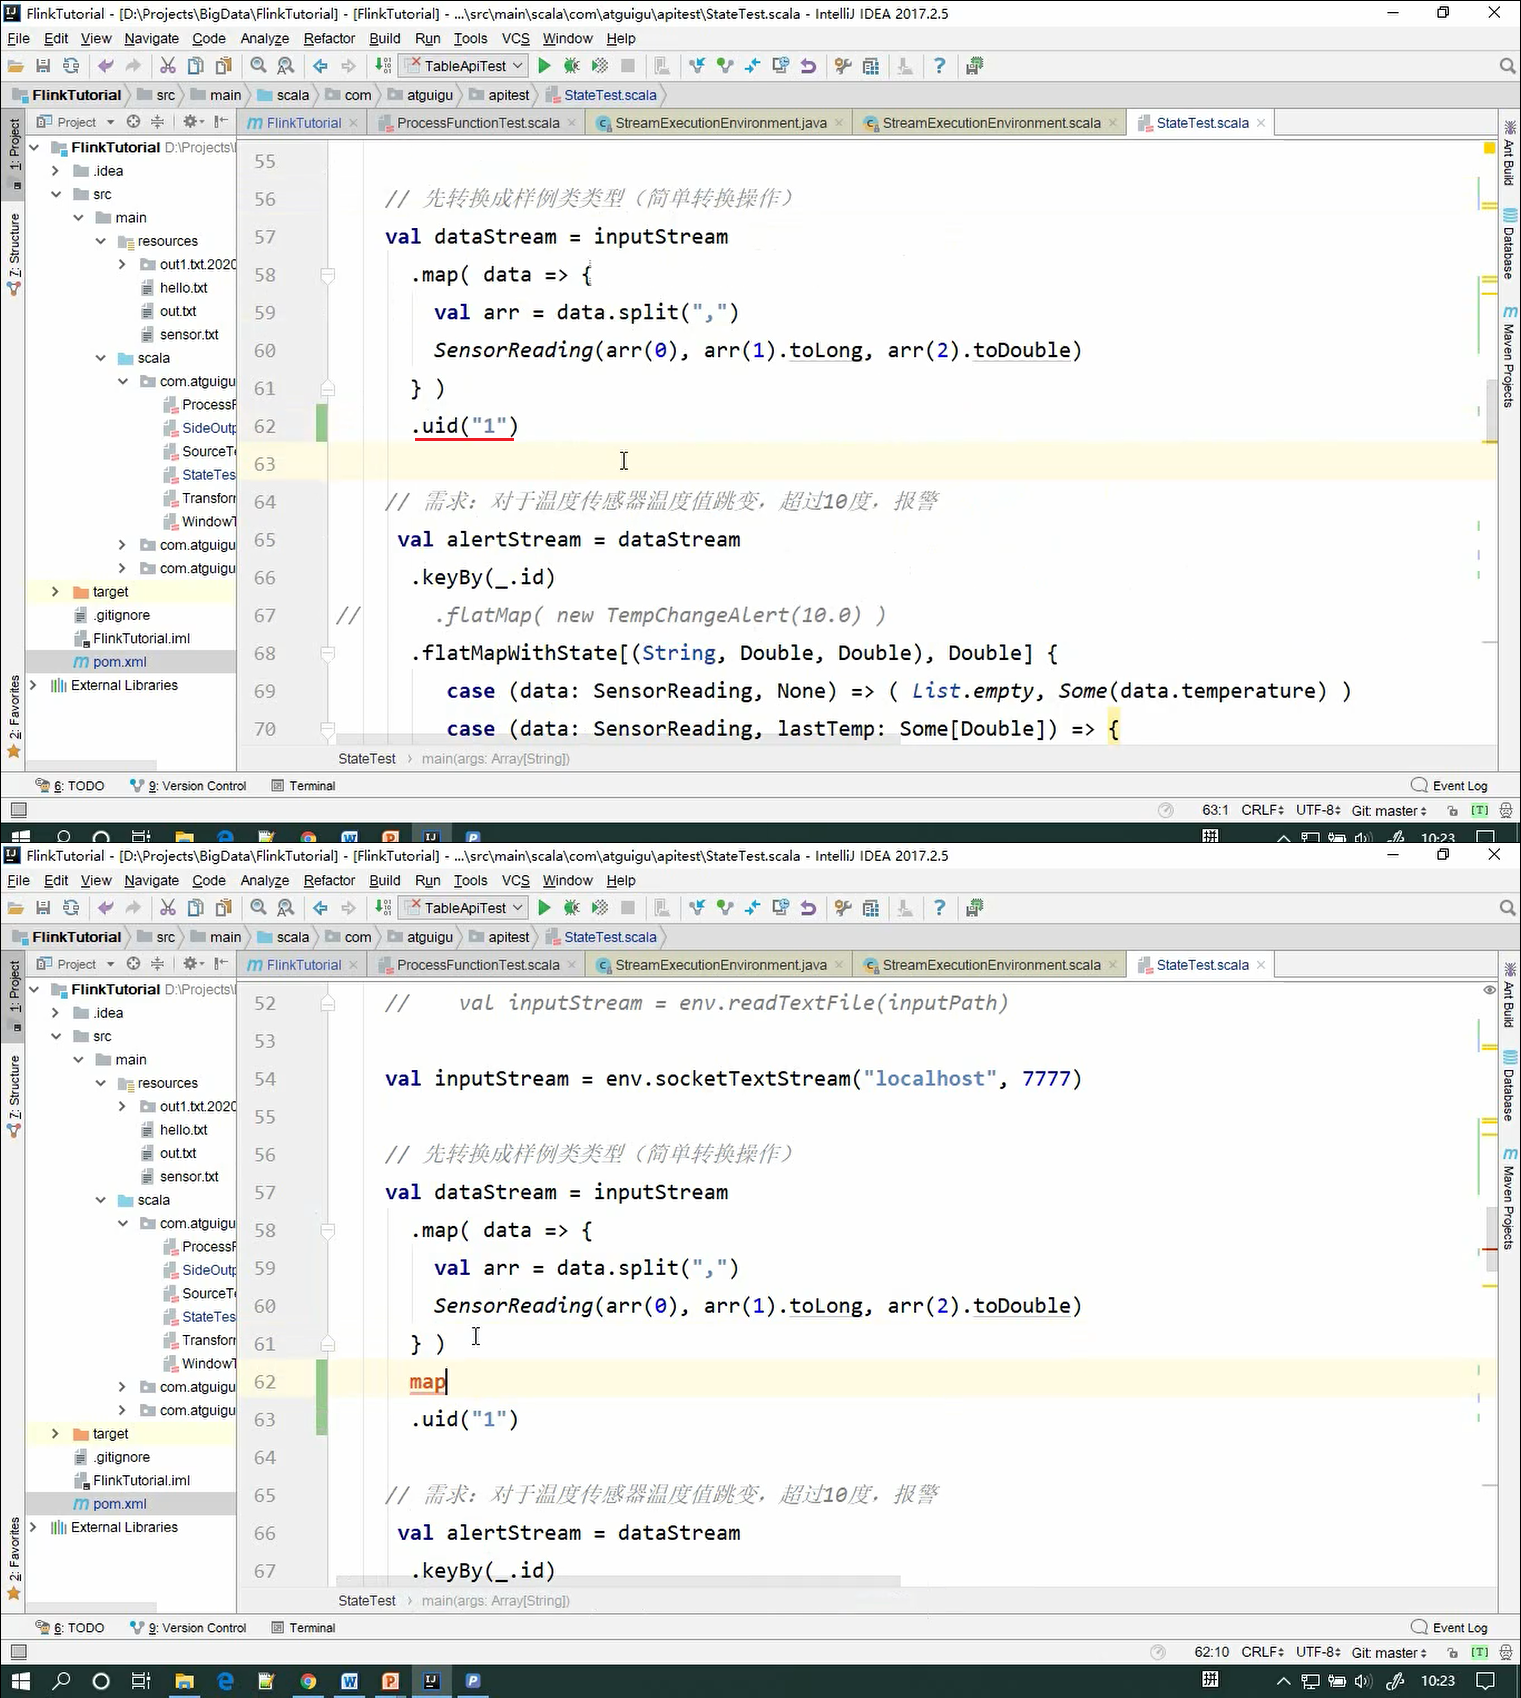 FlinkTutorial - [D:\Projects\BigData\FlinkTutorial] - [FlinkTutorial] - ...\src\main\scala\com\atguigu\apitest\StateTest.scala - IntelliJ IDEA 2017.2.5
File Edit View Navigate Code Analyze Refactor Build Run Tools VCS Window Help
TableApiTest
FlinkTutorial src main scala com atguigu apitest StateTest.scala
Project FlinkTutorial ProcessFunctionTest.scala StreamExecutionEnvironment.java StreamExecutionEnvironment.scala StateTest.scala
1: Project
7: Structure
2: Favorites
FlinkTutorial D:\Projects\
.idea
src
main
resources
out1.txt.2020
hello.txt
out.txt
sensor.txt
scala
com.atguigu
ProcessF
SideOutp
SourceTe
StateTes
Transforn
WindowT
com.atguigu
com.atguigu
target
.gitignore
FlinkTutorial.iml
pom.xml
External Libraries
55
56 // 先转换成样例类类型（简单转换操作）
57 val dataStream = inputStream
58 .map( data => {
59 val arr = data.split(",")
60 SensorReading(arr(0), arr(1).toLong, arr(2).toDouble)
61 } )
62 .uid("1")
63
64 // 需求：对于温度传感器温度值跳变，超过10度，报警
65 val alertStream = dataStream
66 .keyBy(_.id)
67 // .flatMap( new TempChangeAlert(10.0) )
68 .flatMapWithState[(String, Double, Double), Double] {
69 case (data: SensorReading, None) => ( List.empty, Some(data.temperature) )
70 case (data: SensorReading, lastTemp: Some[Double]) => {
Ant Build
Database
Maven Projects
StateTest main(args: Array[String])
6: TODO 9: Version Control Terminal Event Log
63:1 CRLF UTF-8 Git: master [T]
拼 10:23
FlinkTutorial - [D:\Projects\BigData\FlinkTutorial] - [FlinkTutorial] - ...\src\main\scala\com\atguigu\apitest\StateTest.scala - IntelliJ IDEA 2017.2.5
File Edit View Navigate Code Analyze Refactor Build Run Tools VCS Window Help
TableApiTest
FlinkTutorial src main scala com atguigu apitest StateTest.scala
Project FlinkTutorial ProcessFunctionTest.scala StreamExecutionEnvironment.java StreamExecutionEnvironment.scala StateTest.scala
1: Project
7: Structure
2: Favorites
FlinkTutorial D:\Projects\
.idea
src
main
resources
out1.txt.2020
hello.txt
out.txt
sensor.txt
scala
com.atguigu
ProcessF
SideOutp
SourceTe
StateTes
Transforn
WindowT
com.atguigu
com.atguigu
target
.gitignore
FlinkTutorial.iml
pom.xml
External Libraries
52 // val inputStream = env.readTextFile(inputPath)
53
54 val inputStream = env.socketTextStream("localhost", 7777)
55
56 // 先转换成样例类类型（简单转换操作）
57 val dataStream = inputStream
58 .map( data => {
59 val arr = data.split(",")
60 SensorReading(arr(0), arr(1).toLong, arr(2).toDouble)
61 } )
62 map
63 .uid("1")
64
65 // 需求：对于温度传感器温度值跳变，超过10度，报警
66 val alertStream = dataStream
67 .keyBy(_.id)
Ant Build
Database
Maven Projects
StateTest main(args: Array[String])
6: TODO 9: Version Control Terminal Event Log
62:10 CRLF UTF-8 Git: master [T]
拼 10:23